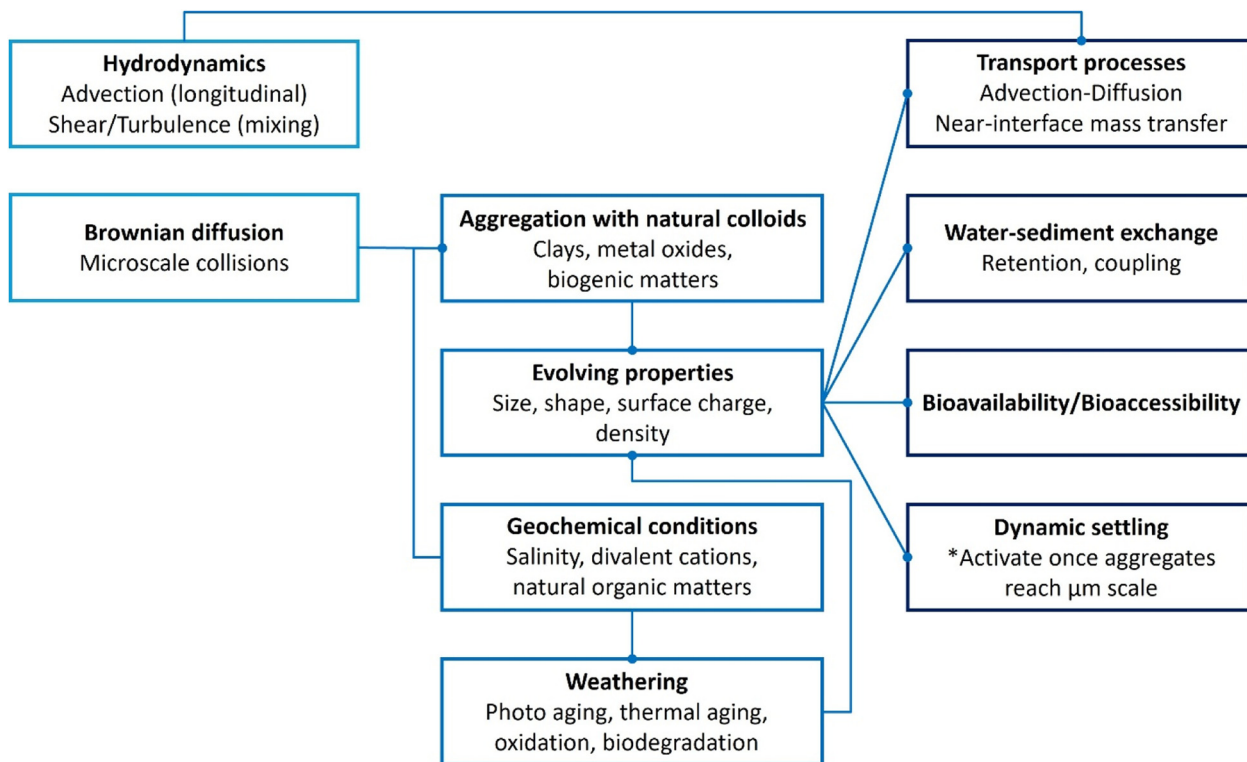 Hydrodynamics
Advection (longitudinal)
Shear/Turbulence (mixing)
Transport processes
Advection-Diffusion
Near-interface mass transfer
Brownian diffusion
Microscale collisions
Aggregation with natural colloids
Clays, metal oxides,
biogenic matters
Water-sediment exchange
Retention, coupling
Evolving properties
Size, shape, surface charge,
density
Bioavailability/Bioaccessibility
Geochemical conditions
Salinity, divalent cations,
natural organic matters
Dynamic settling
*Activate once aggregates
reach µm scale
Weathering
Photo aging, thermal aging,
oxidation, biodegradation